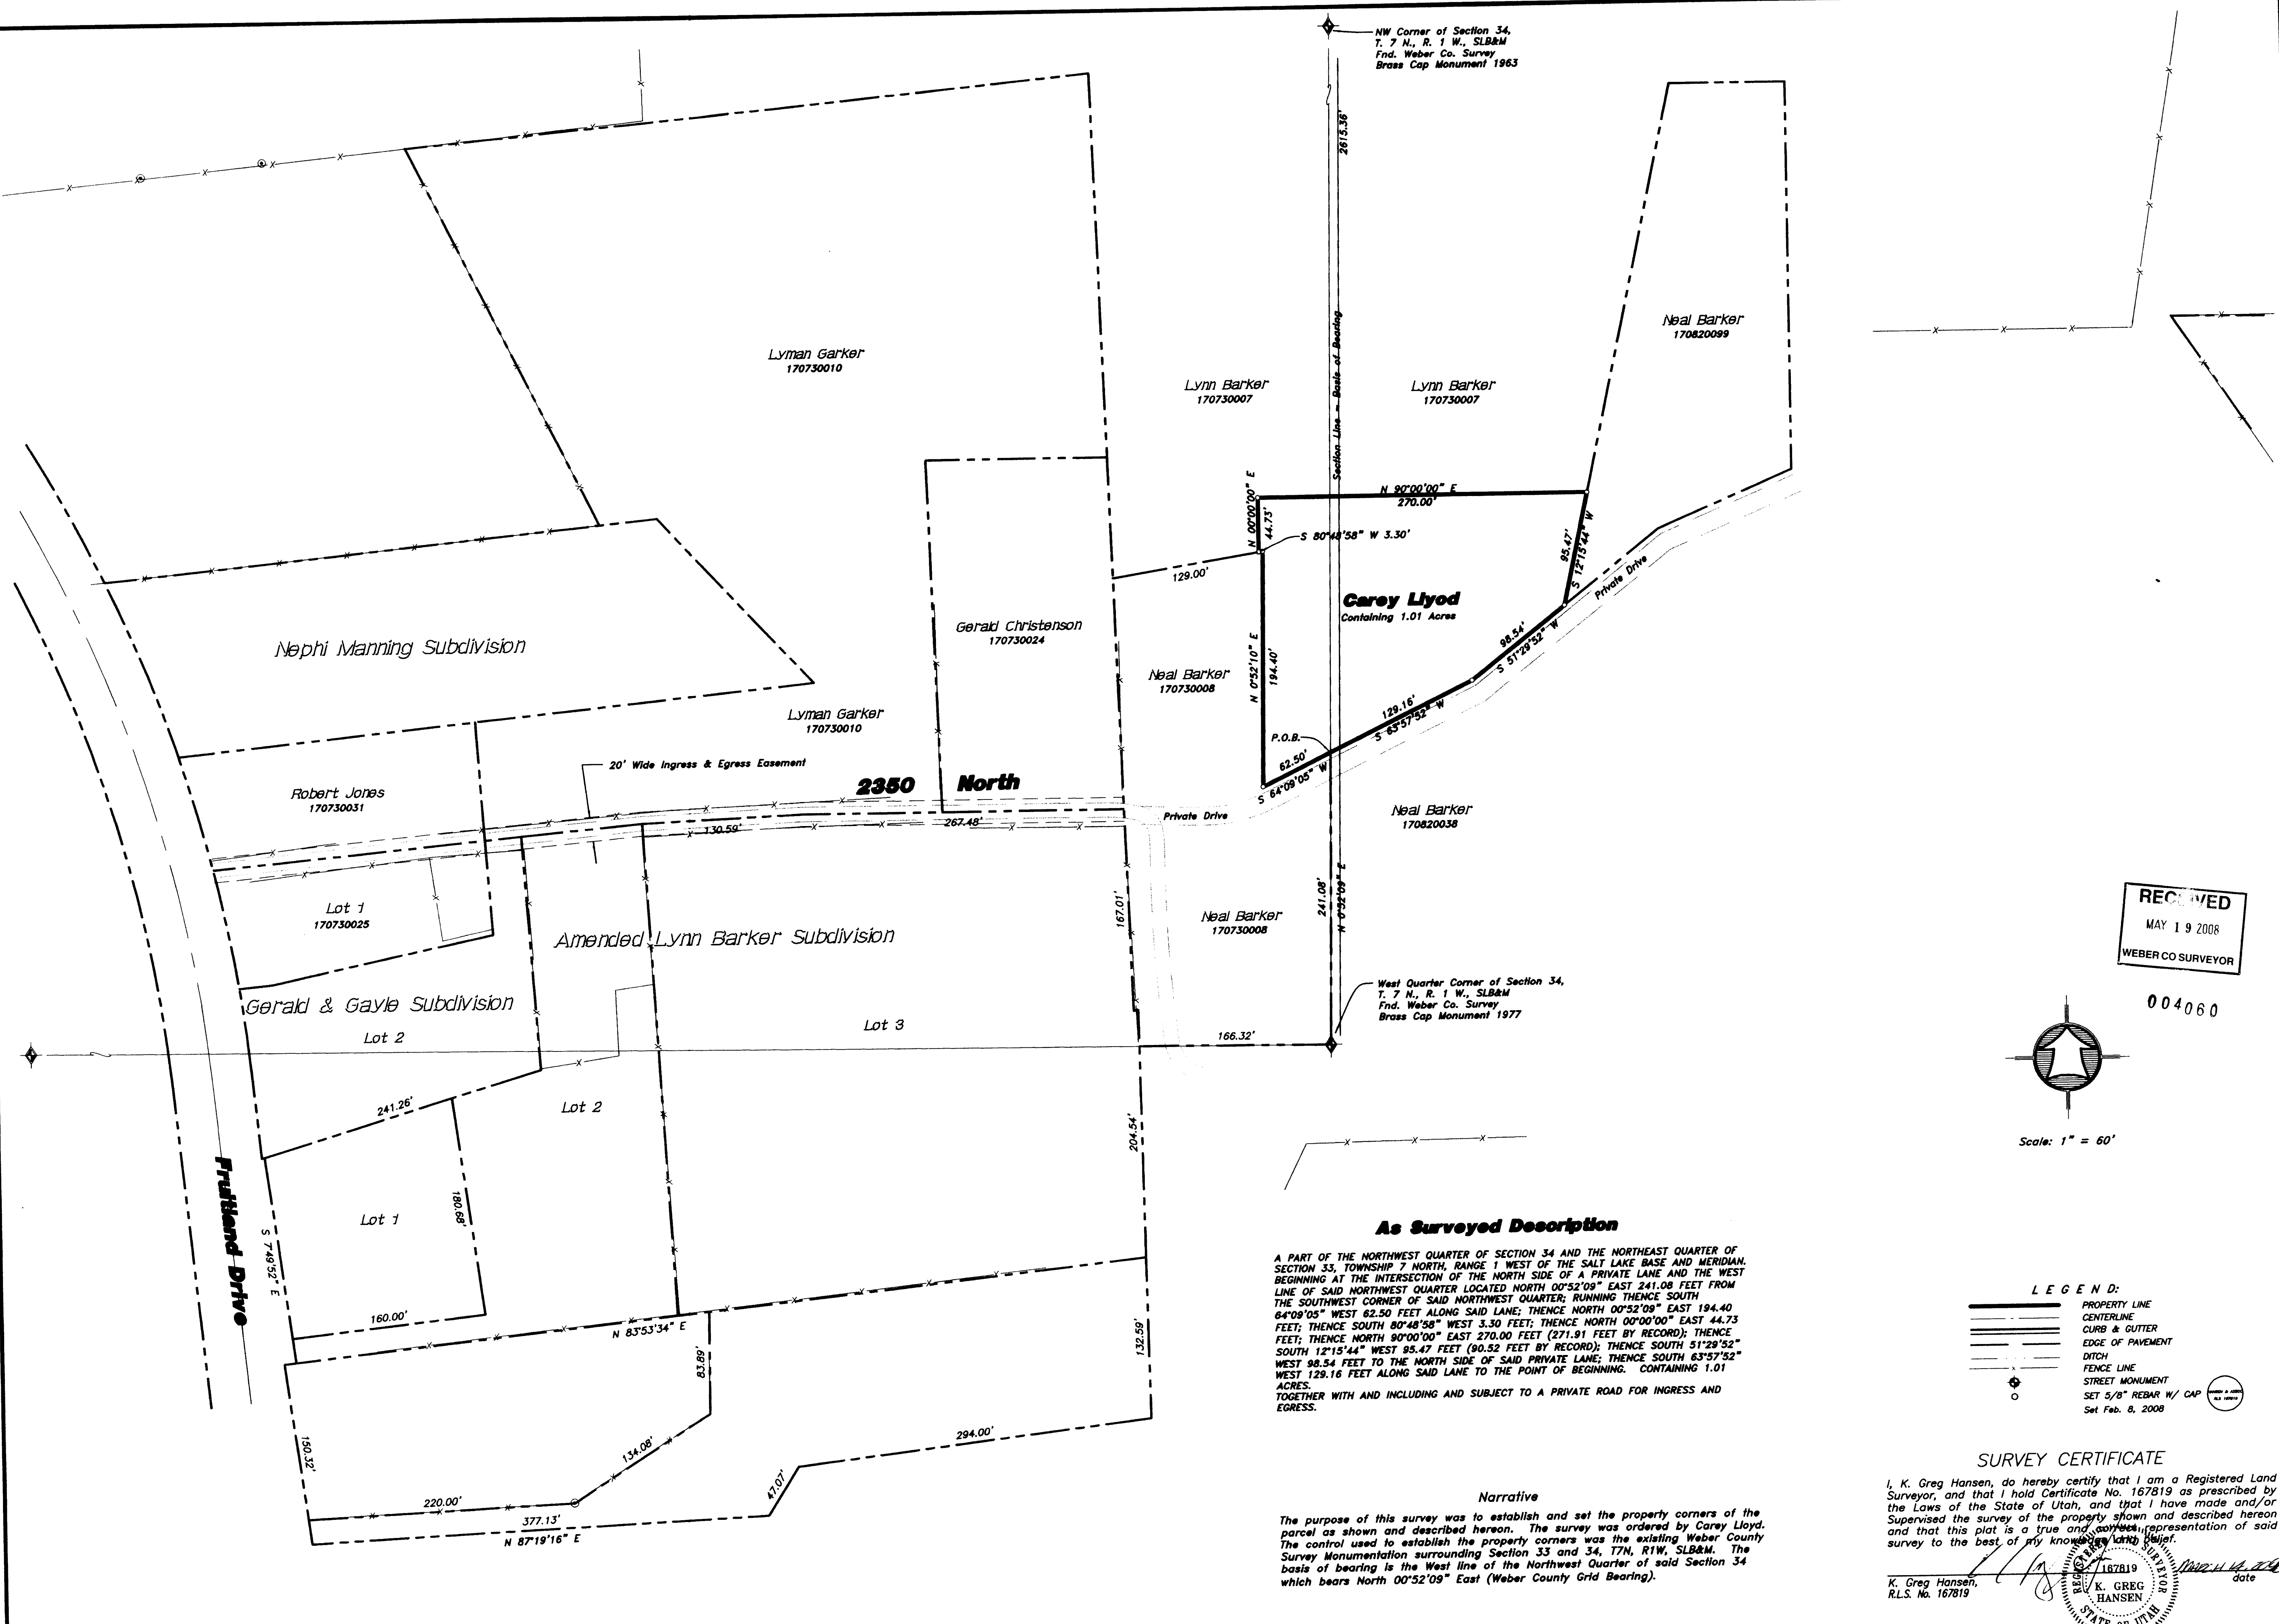 NW Corner of Section 34,
T. 7 N., R. 1 W., SLB&M
Fnd. Weber Co. Survey
Brass Cap Monument 1963
2615.36'
Section Line - Basis of Bearing
Neal Barker
170820099
Lyman Garker
170730010
Lynn Barker
170730007
Lynn Barker
170730007
N 90°00'00" E
270.00'
N 00°00'00" E
44.73'
S 80°48'58" W 3.30'
95.47'
S 12°15'44" W
Private Drive
129.00'
Carey Llyod
Containing 1.01 Acres
98.54'
S 51°29'52" W
Gerald Christenson
170730024
Nephi Manning Subdivision
Neal Barker
170730008
N 0°52'10" E
194.40'
129.16'
S 63°57'52" W
Lyman Garker
170730010
P.O.B.
62.50'
S 64°09'05" W
20' Wide Ingress & Egress Easement
2350 North
Robert Jones
170730031
Private Drive
Neal Barker
170820038
130.59'
267.48'
167.01'
241.08'
N 0°52'09" E
Lot 1
170730025
Amended Lynn Barker Subdivision
Neal Barker
170730008
RECEIVED
MAY 19 2008
WEBER CO SURVEYOR
004060
Gerald & Gayle Subdivision
Lot 2
Lot 3
West Quarter Corner of Section 34,
T. 7 N., R. 1 W., SLB&M
Fnd. Weber Co. Survey
Brass Cap Monument 1977
166.32'
241.26'
Lot 2
204.54'
Scale: 1" = 60'
Fruitland Drive
S 7°49'52" E
Lot 1
180.68'
160.00'
N 83°53'34" E
83.89'
132.59'
150.32'
134.08'
294.00'
47.07'
220.00'
377.13'
N 87°19'16" E
As Surveyed Description
A PART OF THE NORTHWEST QUARTER OF SECTION 34 AND THE NORTHEAST QUARTER OF
SECTION 33, TOWNSHIP 7 NORTH, RANGE 1 WEST OF THE SALT LAKE BASE AND MERIDIAN.
BEGINNING AT THE INTERSECTION OF THE NORTH SIDE OF A PRIVATE LANE AND THE WEST
LINE OF SAID NORTHWEST QUARTER LOCATED NORTH 00°52'09" EAST 241.08 FEET FROM
THE SOUTHWEST CORNER OF SAID NORTHWEST QUARTER; RUNNING THENCE SOUTH
64°09'05" WEST 62.50 FEET ALONG SAID LANE; THENCE NORTH 00°52'09" EAST 194.40
FEET; THENCE SOUTH 80°48'58" WEST 3.30 FEET; THENCE NORTH 00°00'00" EAST 44.73
FEET; THENCE NORTH 90°00'00" EAST 270.00 FEET (271.91 FEET BY RECORD); THENCE
SOUTH 12°15'44" WEST 95.47 FEET (90.52 FEET BY RECORD); THENCE SOUTH 51°29'52"
WEST 98.54 FEET TO THE NORTH SIDE OF SAID PRIVATE LANE; THENCE SOUTH 63°57'52"
WEST 129.16 FEET ALONG SAID LANE TO THE POINT OF BEGINNING. CONTAINING 1.01
ACRES.
TOGETHER WITH AND INCLUDING AND SUBJECT TO A PRIVATE ROAD FOR INGRESS AND
EGRESS.
Narrative
The purpose of this survey was to establish and set the property corners of the
parcel as shown and described hereon. The survey was ordered by Carey Lloyd.
The control used to establish the property corners was the existing Weber County
Survey Monumentation surrounding Section 33 and 34, T7N, R1W, SLB&M. The
basis of bearing is the West line of the Northwest Quarter of said Section 34
which bears North 00°52'09" East (Weber County Grid Bearing).
LEGEND:
PROPERTY LINE
CENTERLINE
CURB & GUTTER
EDGE OF PAVEMENT
DITCH
FENCE LINE
STREET MONUMENT
SET 5/8" REBAR W/ CAP
Set Feb. 8, 2008
SURVEY CERTIFICATE
I, K. Greg Hansen, do hereby certify that I am a Registered Land
Surveyor, and that I hold Certificate No. 167819 as prescribed by
the Laws of the State of Utah, and that I have made and/or
Supervised the survey of the property shown and described hereon
and that this plat is a true and correct representation of said
survey to the best of my knowledge and belief.
K. Greg Hansen,
R.L.S. No. 167819
date
REGISTERED LAND SURVEYOR
167819
K. GREG
HANSEN
STATE OF UTAH